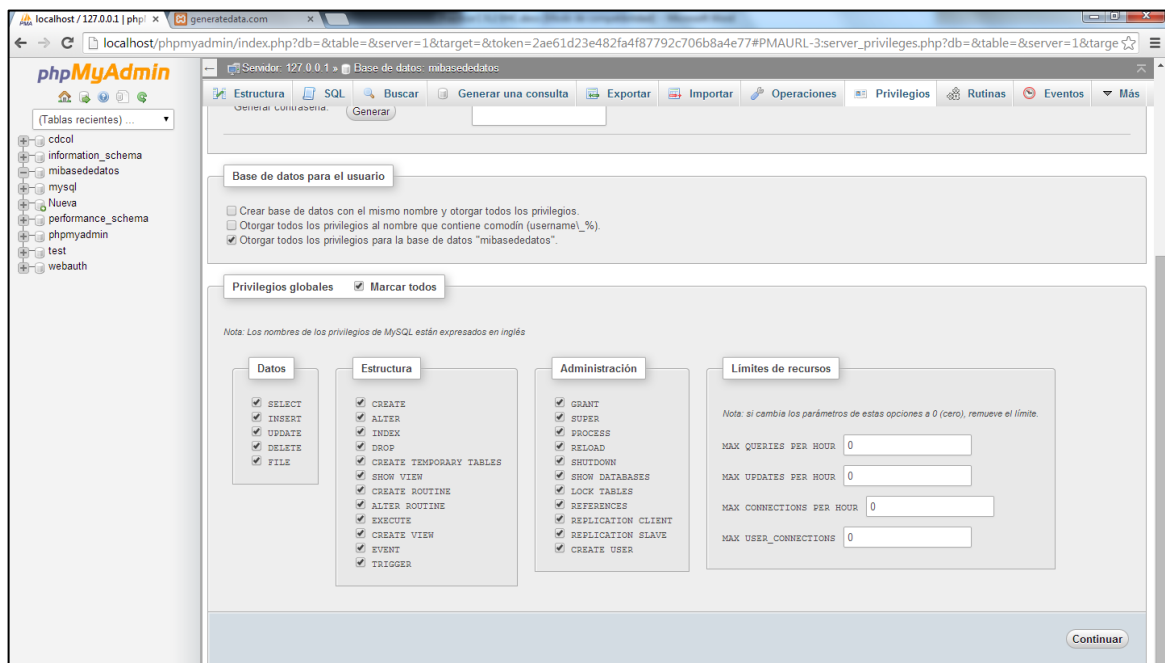 localhost / 127.0.0.1 | phpl
generatedata.com
localhost/phpmyadmin/index.php?db=&table=&server=1&target=&token=2ae61d23e482fa4f87792c706b8a4e77#PMAURL-3:server_privileges.php?db=&table=&server=1&targe
phpMyAdmin
(Tablas recientes) ...
cdcol
information_schema
mibasededatos
mysql
Nueva
performance_schema
phpmyadmin
test
webauth
Servidor: 127.0.0.1 » Base de datos: mibasededatos
Estructura SQL Buscar Generar una consulta Exportar Importar Operaciones Privilegios Rutinas Eventos Más
Generar contraseña:
Generar
Base de datos para el usuario
Crear base de datos con el mismo nombre y otorgar todos los privilegios.
Otorgar todos los privilegios al nombre que contiene comodín (username\_%).
Otorgar todos los privilegios para la base de datos "mibasededatos".
Privilegios globales Marcar todos
Nota: Los nombres de los privilegios de MySQL están expresados en inglés
Datos
SELECT
INSERT
UPDATE
DELETE
FILE
Estructura
CREATE
ALTER
INDEX
DROP
CREATE TEMPORARY TABLES
SHOW VIEW
CREATE ROUTINE
ALTER ROUTINE
EXECUTE
CREATE VIEW
EVENT
TRIGGER
Administración
GRANT
SUPER
PROCESS
RELOAD
SHUTDOWN
SHOW DATABASES
LOCK TABLES
REFERENCES
REPLICATION CLIENT
REPLICATION SLAVE
CREATE USER
Límites de recursos
Nota: si cambia los parámetros de estas opciones a 0 (cero), remueve el límite.
MAX QUERIES PER HOUR 0
MAX UPDATES PER HOUR 0
MAX CONNECTIONS PER HOUR 0
MAX USER_CONNECTIONS 0
Continuar